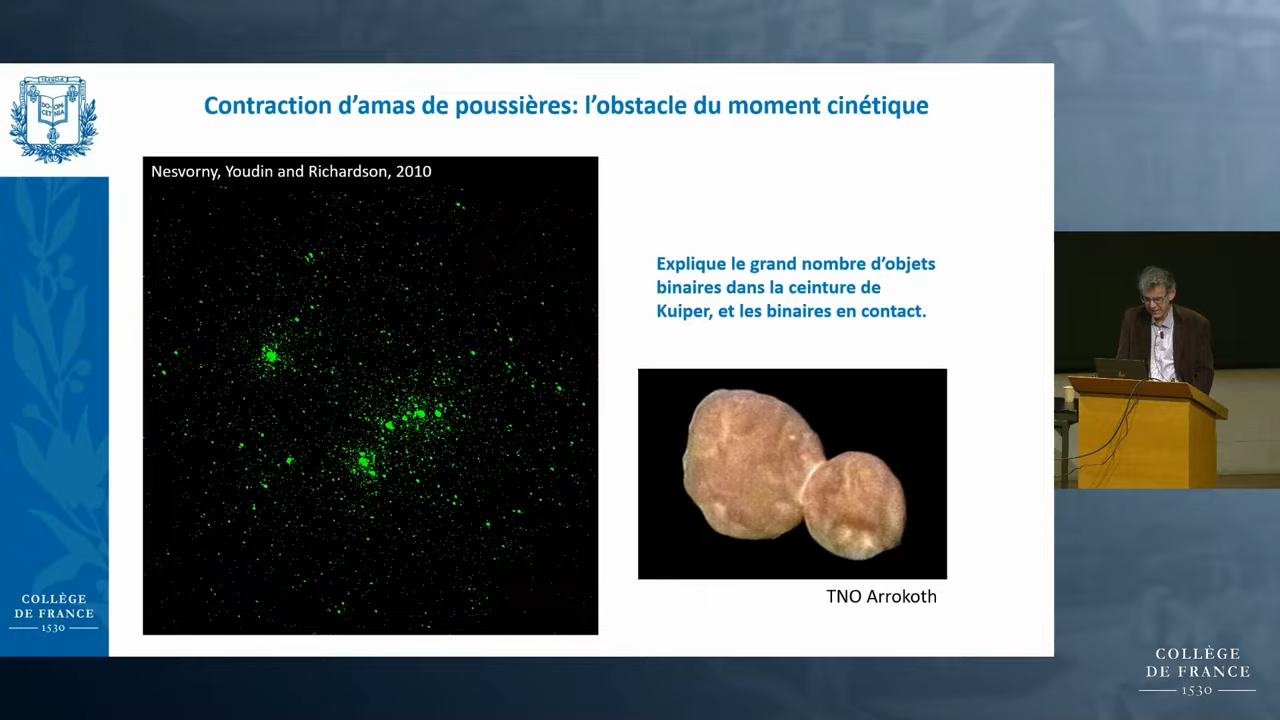 Contraction d’amas de poussières: l’obstacle du moment cinétique
Nesvorny, Youdin and Richardson, 2010
Explique le grand nombre d’objets
binaires dans la ceinture de
Kuiper, et les binaires en contact.
TNO Arrokoth
COLLÈGE
DE FRANCE
1530
COLLÈGE
DE FRANCE
1530